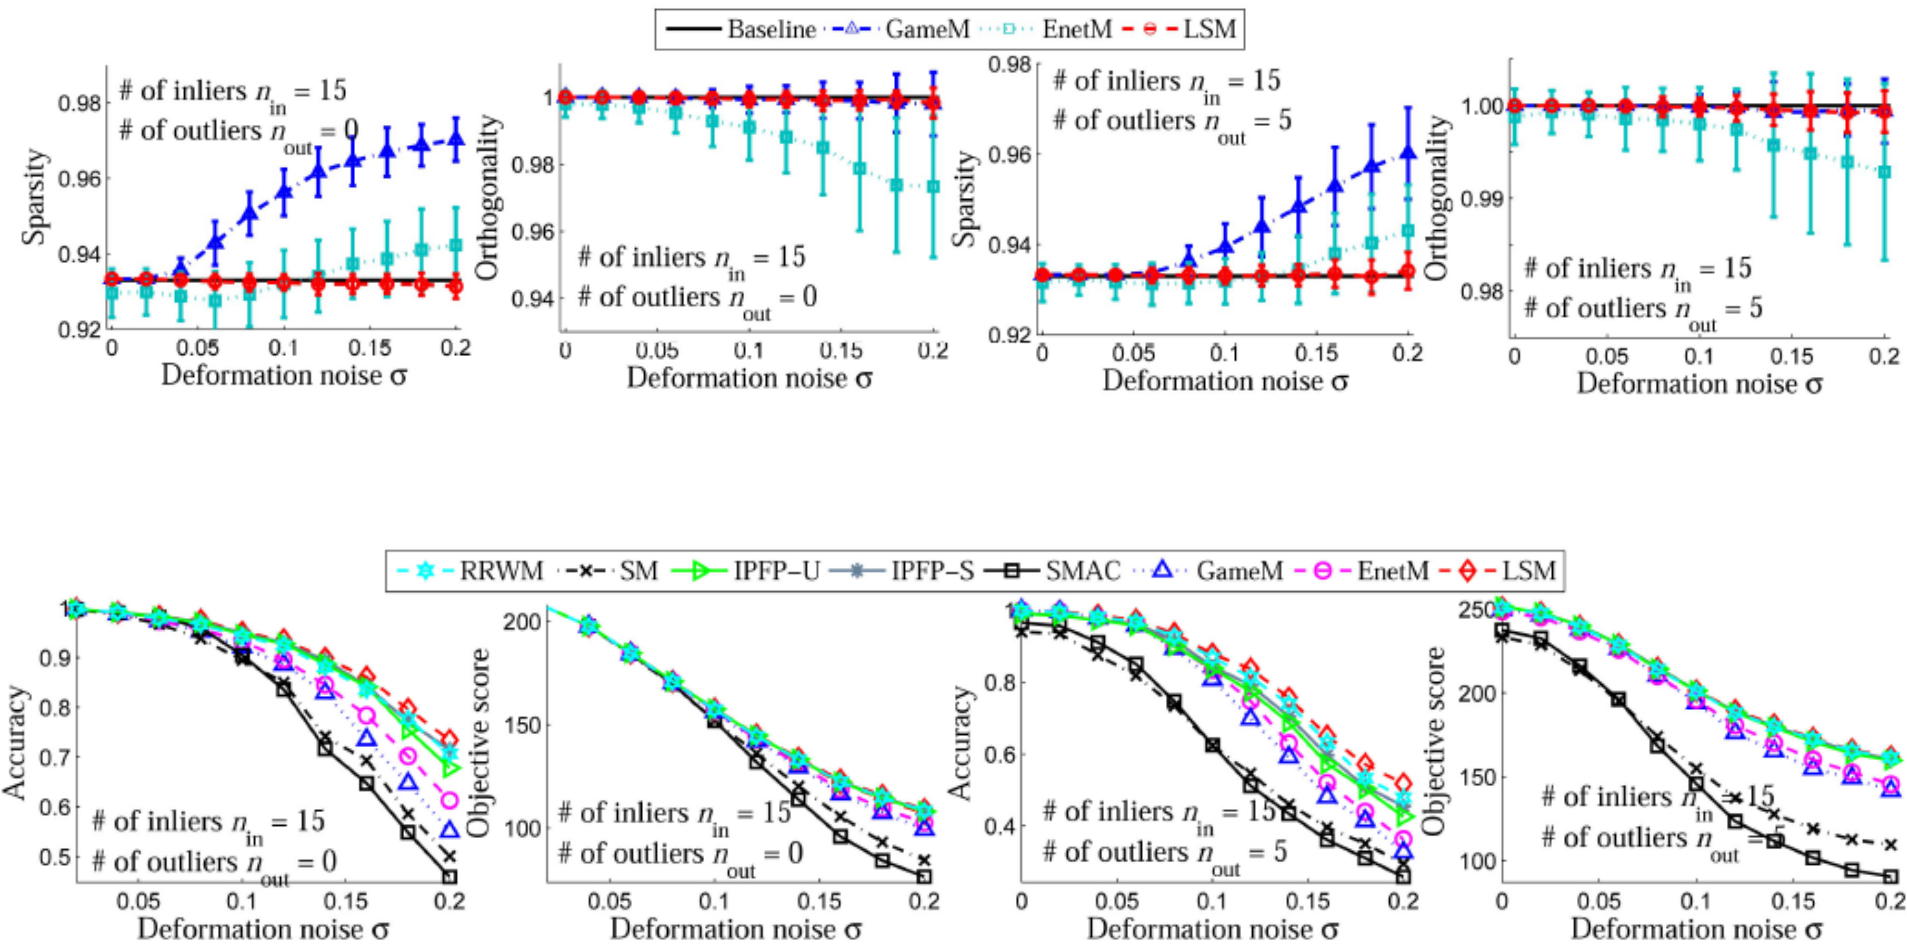 Baseline GameM EnetM LSM
0.98
0.96
0.94
0.92
Sparsity
# of inliers n in = 15
# of outliers n out = 0
0 0.05 0.1 0.15 0.2
Deformation noise σ
1
0.98
0.96
0.94
Orthogonality
# of inliers n in = 15
# of outliers n out = 0
0 0.05 0.1 0.15 0.2
Deformation noise σ
0.98
0.96
0.94
0.92
Sparsity
# of inliers n in = 15
# of outliers n out = 5
0 0.05 0.1 0.15 0.2
Deformation noise σ
1.00
0.99
0.98
Orthogonality
# of inliers n in = 15
# of outliers n out = 5
0 0.05 0.1 0.15 0.2
Deformation noise σ
RRWM SM IPFP-U IPFP-S SMAC GameM EnetM LSM
1
0.9
0.8
0.7
0.6
0.5
Accuracy
# of inliers n in = 15
# of outliers n out = 0
0.05 0.1 0.15 0.2
Deformation noise σ
200
150
100
Objective score
# of inliers n in = 15
# of outliers n out = 0
0.05 0.1 0.15 0.2
Deformation noise σ
1
0.8
0.6
0.4
Accuracy
# of inliers n in = 15
# of outliers n out = 5
0 0.05 0.1 0.15 0.2
Deformation noise σ
250
200
150
100
Objective score
# of inliers n in = 15
# of outliers n out = 5
0 0.05 0.1 0.15 0.2
Deformation noise σ